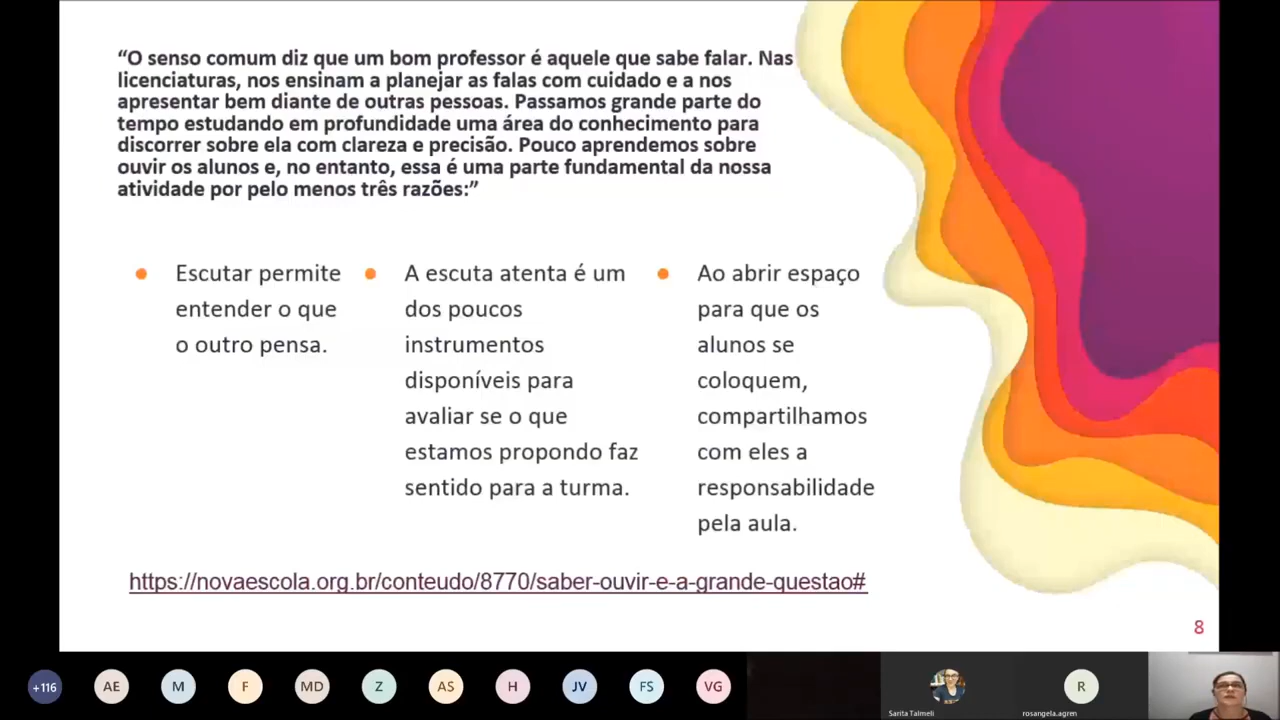 “O senso comum diz que um bom professor é aquele que sabe falar. Nas
licenciaturas, nos ensinam a planejar as falas com cuidado e a nos
apresentar bem diante de outras pessoas. Passamos grande parte do
tempo estudando em profundidade uma área do conhecimento para
discorrer sobre ela com clareza e precisão. Pouco aprendemos sobre
ouvir os alunos e, no entanto, essa é uma parte fundamental da nossa
atividade por pelo menos três razões:”
Escutar permite
entender o que
o outro pensa.
A escuta atenta é um
dos poucos
instrumentos
disponíveis para
avaliar se o que
estamos propondo faz
sentido para a turma.
Ao abrir espaço
para que os
alunos se
coloquem,
compartilhamos
com eles a
responsabilidade
pela aula.
https://novaescola.org.br/conteudo/8770/saber-ouvir-e-a-grande-questao#
8
+116
AE
M
F
MD
Z
AS
H
JV
FS
VG
Sarita Talmeli
R
rosangela.agren